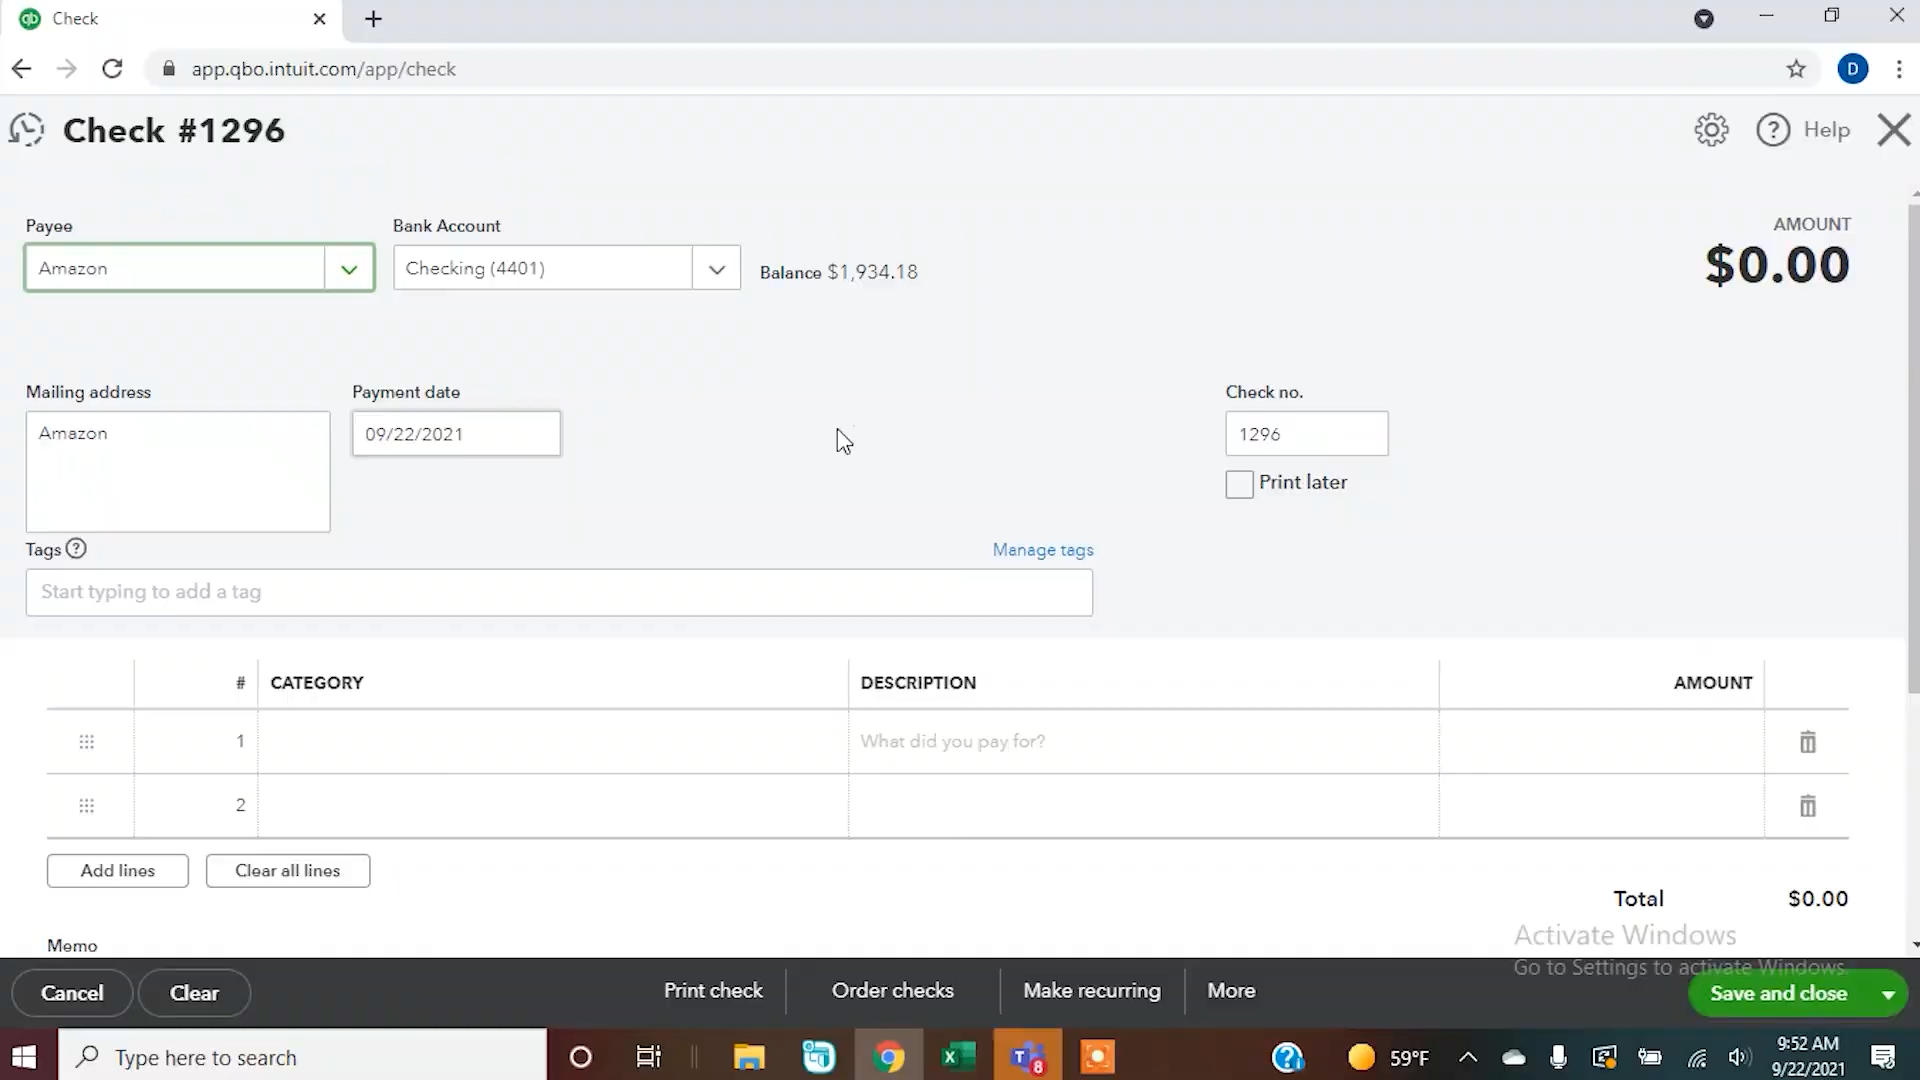 Check
app.qbo.intuit.com/app/check
D
Check #1296
Help
Payee
Bank Account
AMOUNT
Amazon
Checking (4401)
Balance $1,934.18
$0.00
Mailing address
Payment date
Check no.
Amazon
09/22/2021
1296
Print later
Tags
Manage tags
Start typing to add a tag
# CATEGORY DESCRIPTION AMOUNT
1 What did you pay for?
2
Add lines
Clear all lines
Total $0.00
Memo
Activate Windows
Go to Settings to activate Windows.
Cancel
Clear
Print check
Order checks
Make recurring
More
Save and close
Type here to search
8
59°F
9:52 AM
9/22/2021